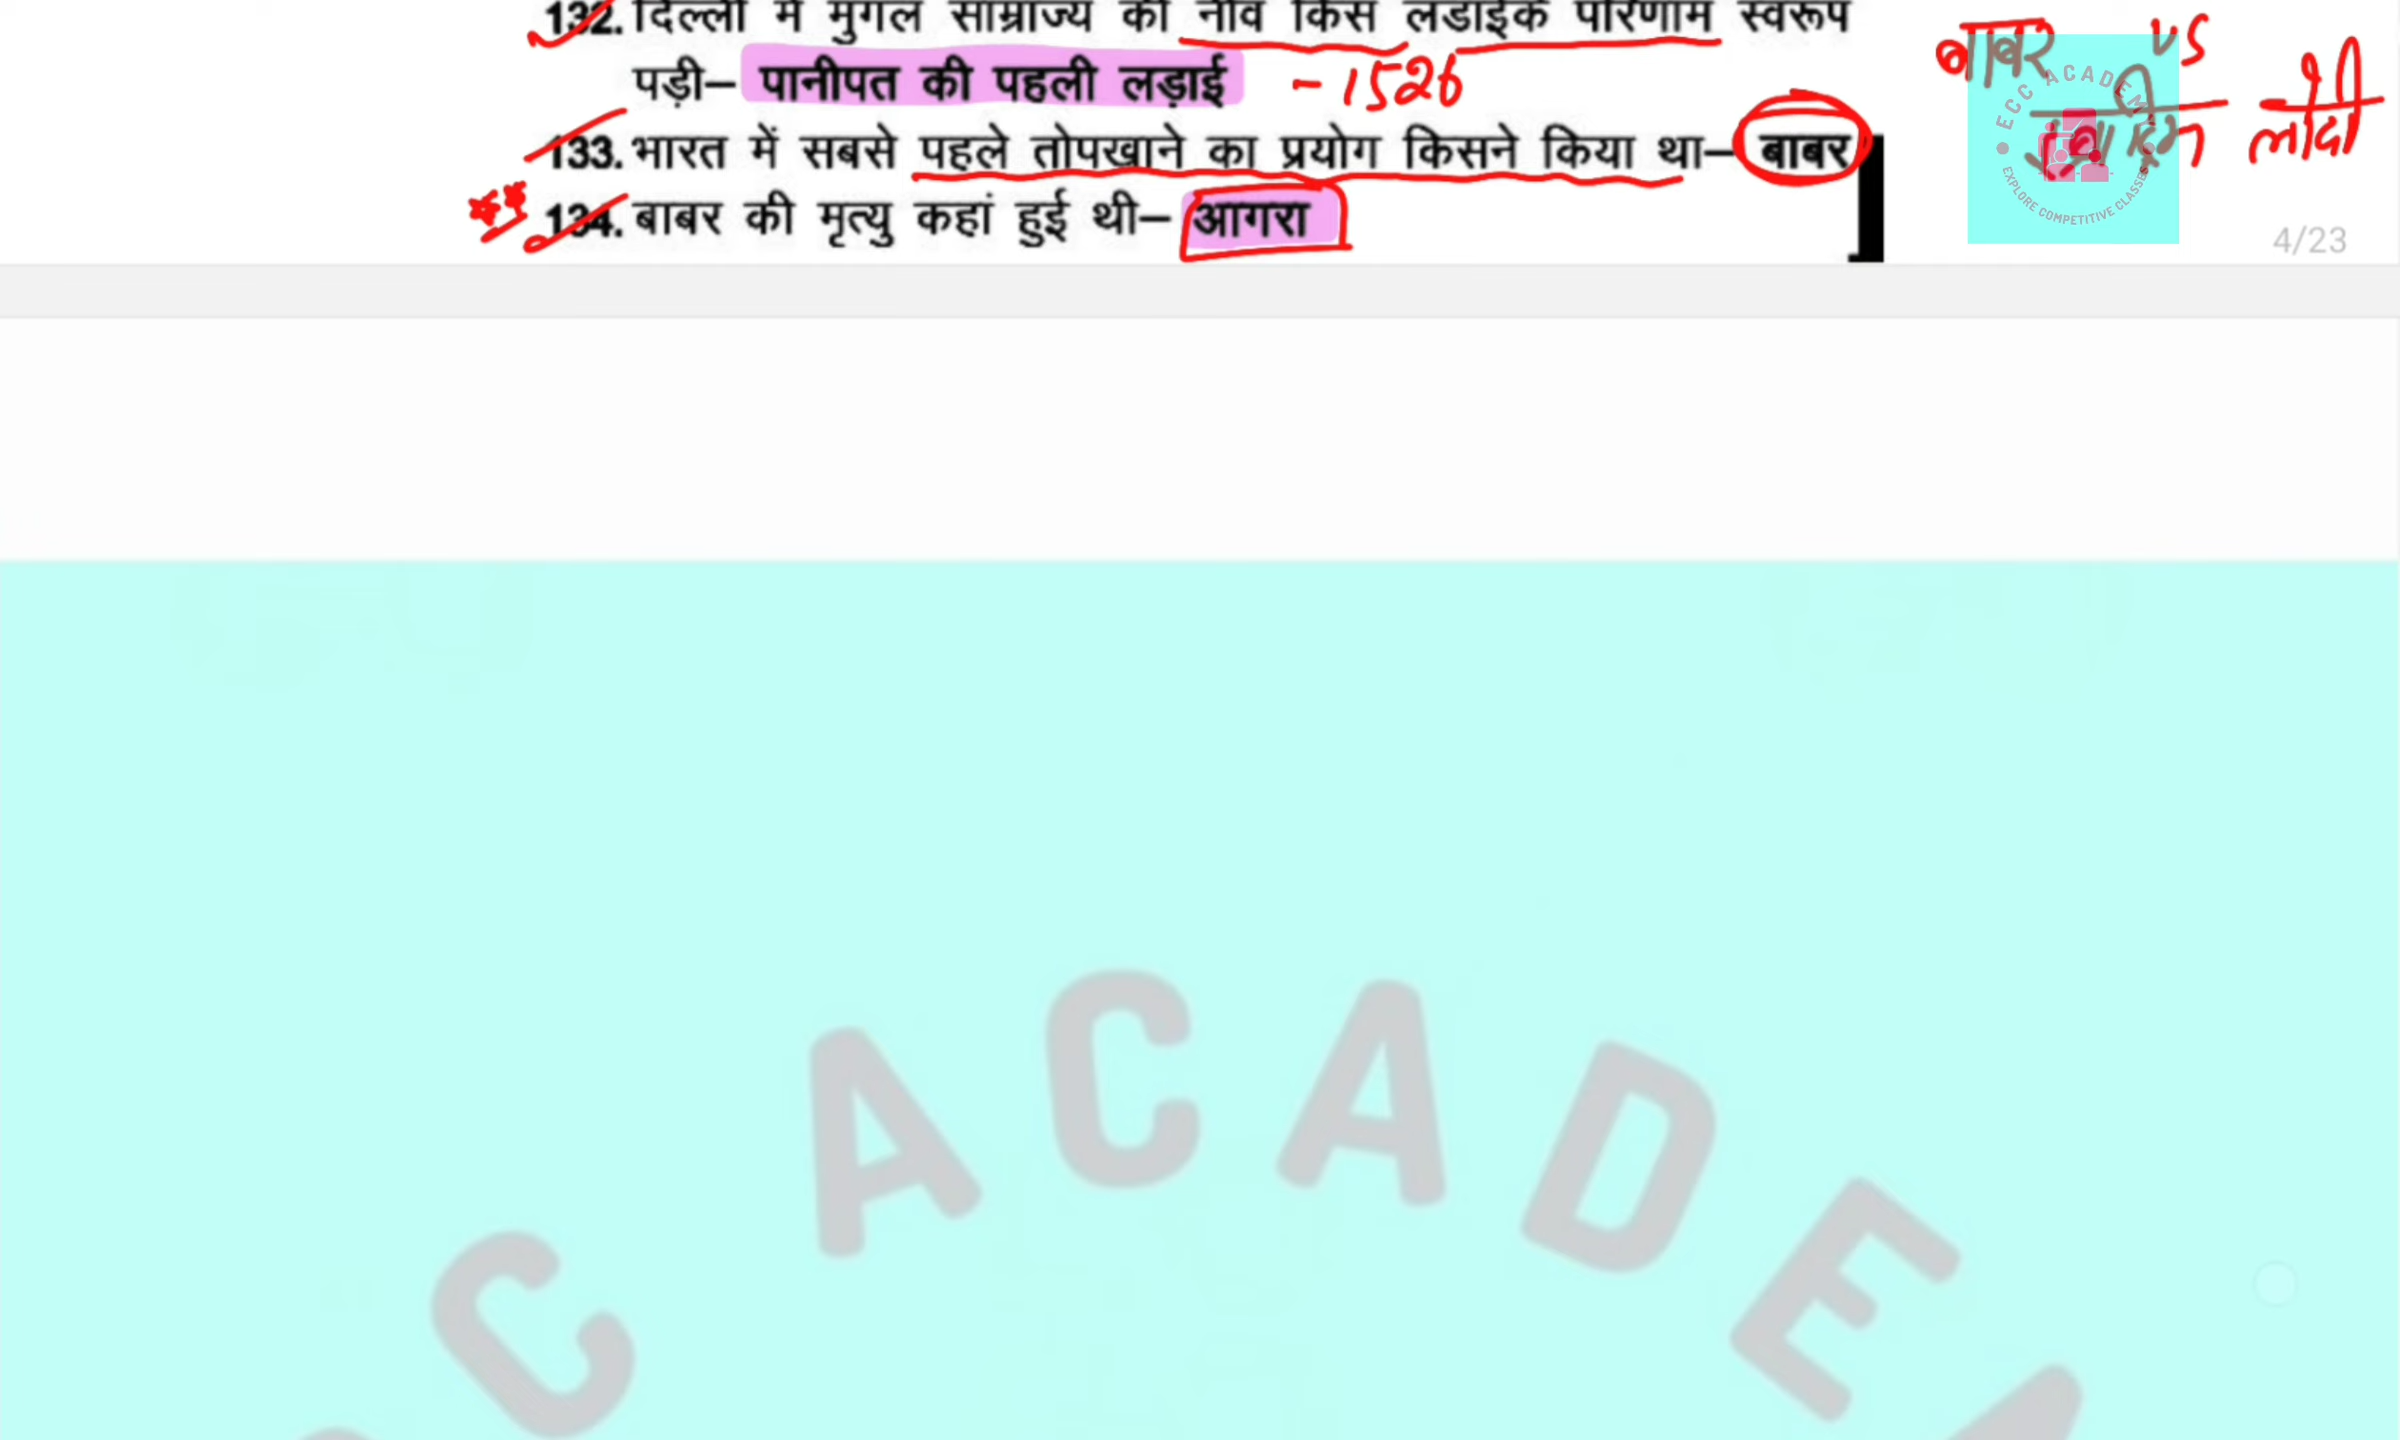 132. दिल्ली में मुगल साम्राज्य की नींव किस लडाईके परिणाम स्वरूप
पड़ी– पानीपत की पहली लड़ाई - 1526
बाबर vs
लोदी
133. भारत में सबसे पहले तोपखाने का प्रयोग किसने किया था– बाबर
134. बाबर की मृत्यु कहां हुई थी– आगरा
ECC ACADEMY
EXPLORE COMPETITIVE CLASSES
4/23
C ACADE